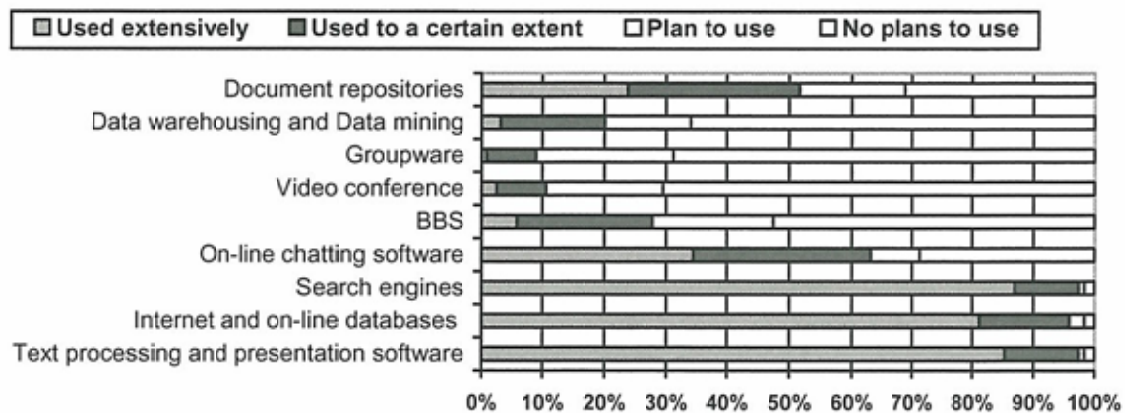 Used extensively Used to a certain extent Plan to use No plans to use
Document repositories
Data warehousing and Data mining
Groupware
Video conference
BBS
On-line chatting software
Search engines
Internet and on-line databases
Text processing and presentation software
0% 10% 20% 30% 40% 50% 60% 70% 80% 90% 100%